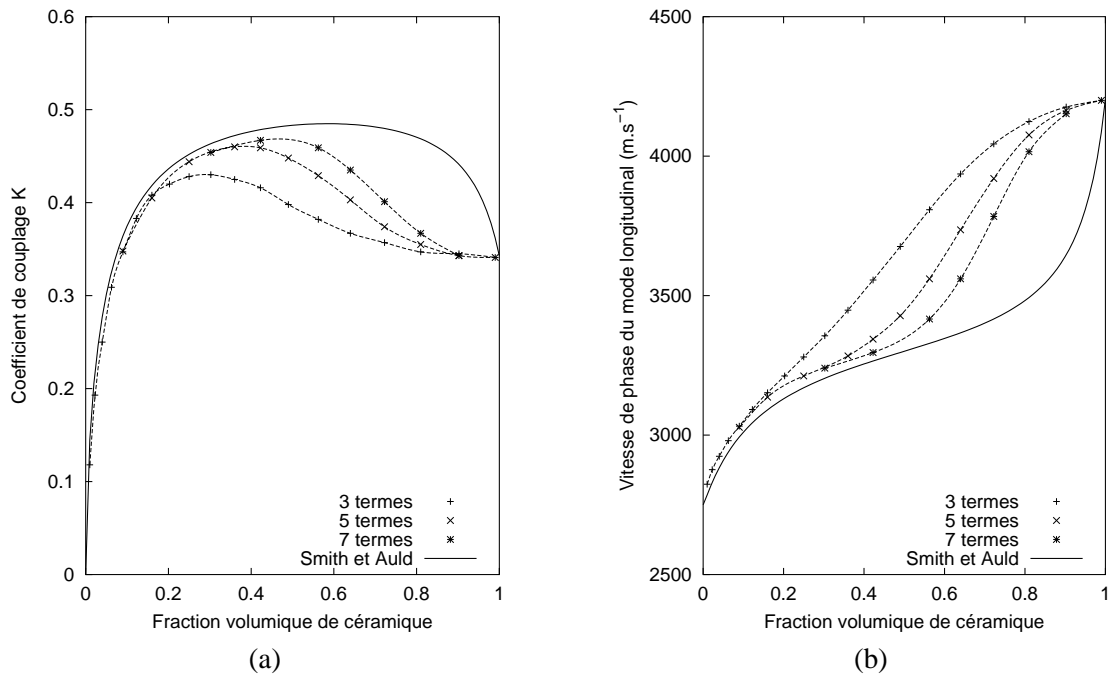 0.6
0.5
0.4
0.3
0.2
0.1
0
Coefficient de couplage K
3 termes
5 termes
7 termes
Smith et Auld
0 0.2 0.4 0.6 0.8 1
Fraction volumique de céramique
(a)
4500
4000
3500
3000
2500
Vitesse de phase du mode longitudinal (m.s−1)
3 termes
5 termes
7 termes
Smith et Auld
0 0.2 0.4 0.6 0.8 1
Fraction volumique de céramique
(b)